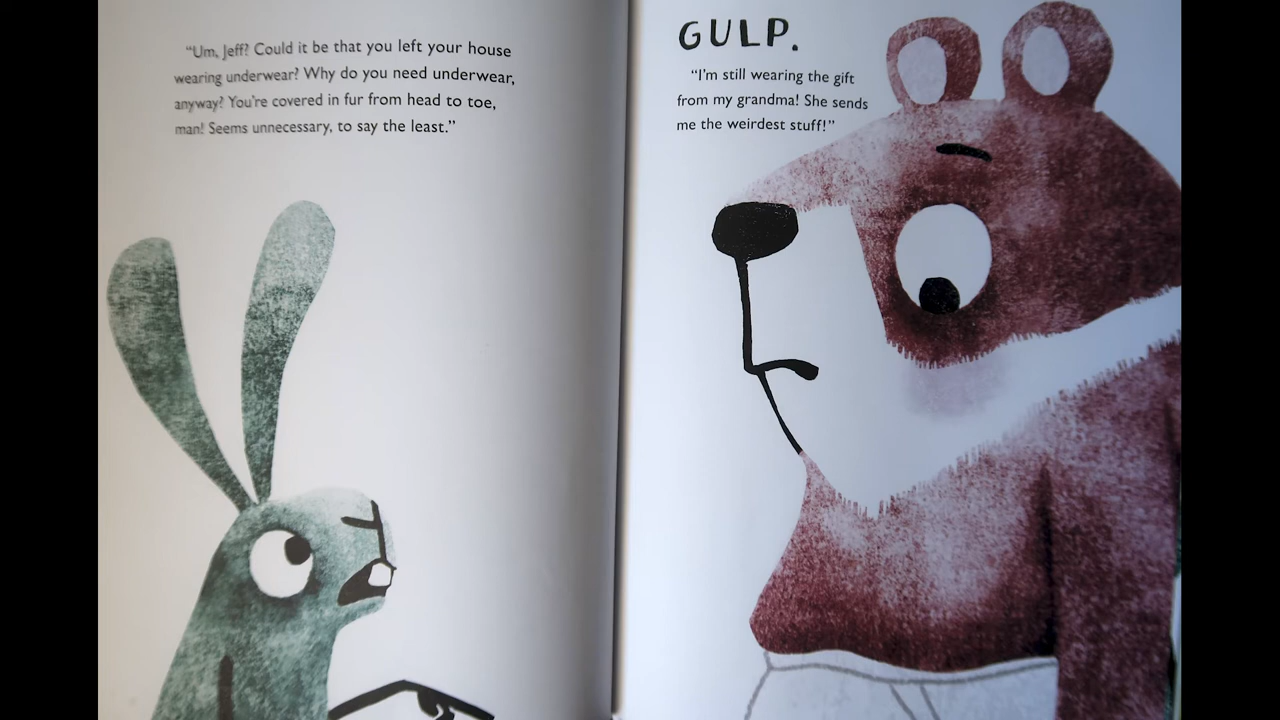 “Um, Jeff? Could it be that you left your house
wearing underwear? Why do you need underwear,
anyway? You’re covered in fur from head to toe,
man! Seems unnecessary, to say the least.”
GULP.
“I’m still wearing the gift
from my grandma! She sends
me the weirdest stuff!”